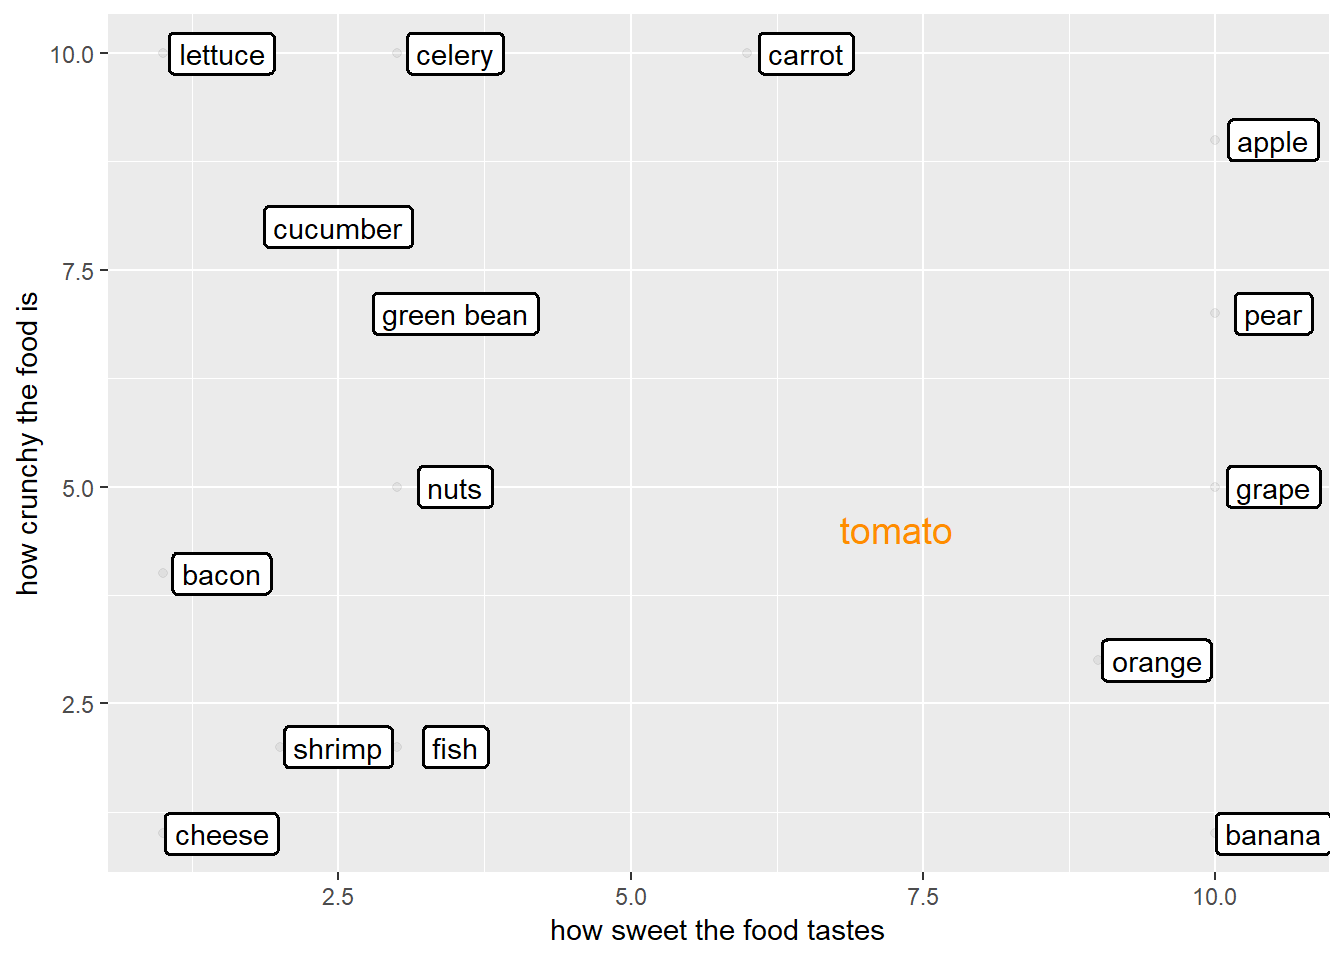 10.0
lettuce
celery
carrot
apple
cucumber
7.5
green bean
pear
5.0
nuts
grape
tomato
bacon
orange
2.5
shrimp
fish
cheese
banana
2.5
5.0
7.5
10.0
how sweet the food tastes
how crunchy the food is